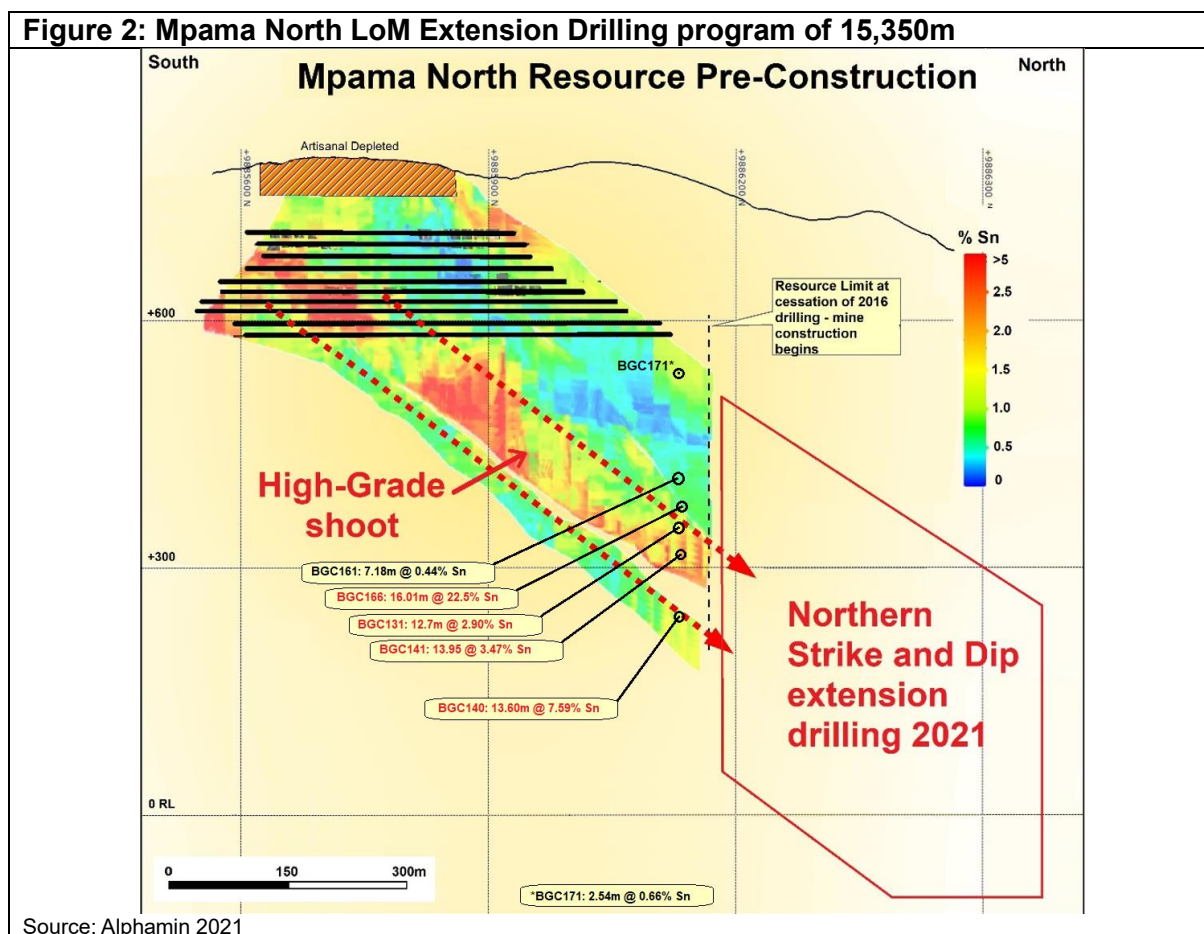 Figure 2: Mpama North LoM Extension Drilling program of 15,350m
South
Mpama North Resource Pre-Construction
North
Artisanal Depleted
+9885600 N
+9885900 N
+9886200 N
+9886300 N
% Sn
>5
2.5
2.0
1.5
1.0
0.5
0
Resource Limit at
cessation of 2016
drilling - mine
construction
begins
+600
BGC171*
High-Grade
shoot
+300
BGC161: 7.18m @ 0.44% Sn
BGC166: 16.01m @ 22.5% Sn
BGC131: 12.7m @ 2.90% Sn
BGC141: 13.95 @ 3.47% Sn
BGC140: 13.60m @ 7.59% Sn
Northern
Strike and Dip
extension
drilling 2021
0 RL
0 150 300m
*BGC171: 2.54m @ 0.66% Sn
Source: Alphamin 2021